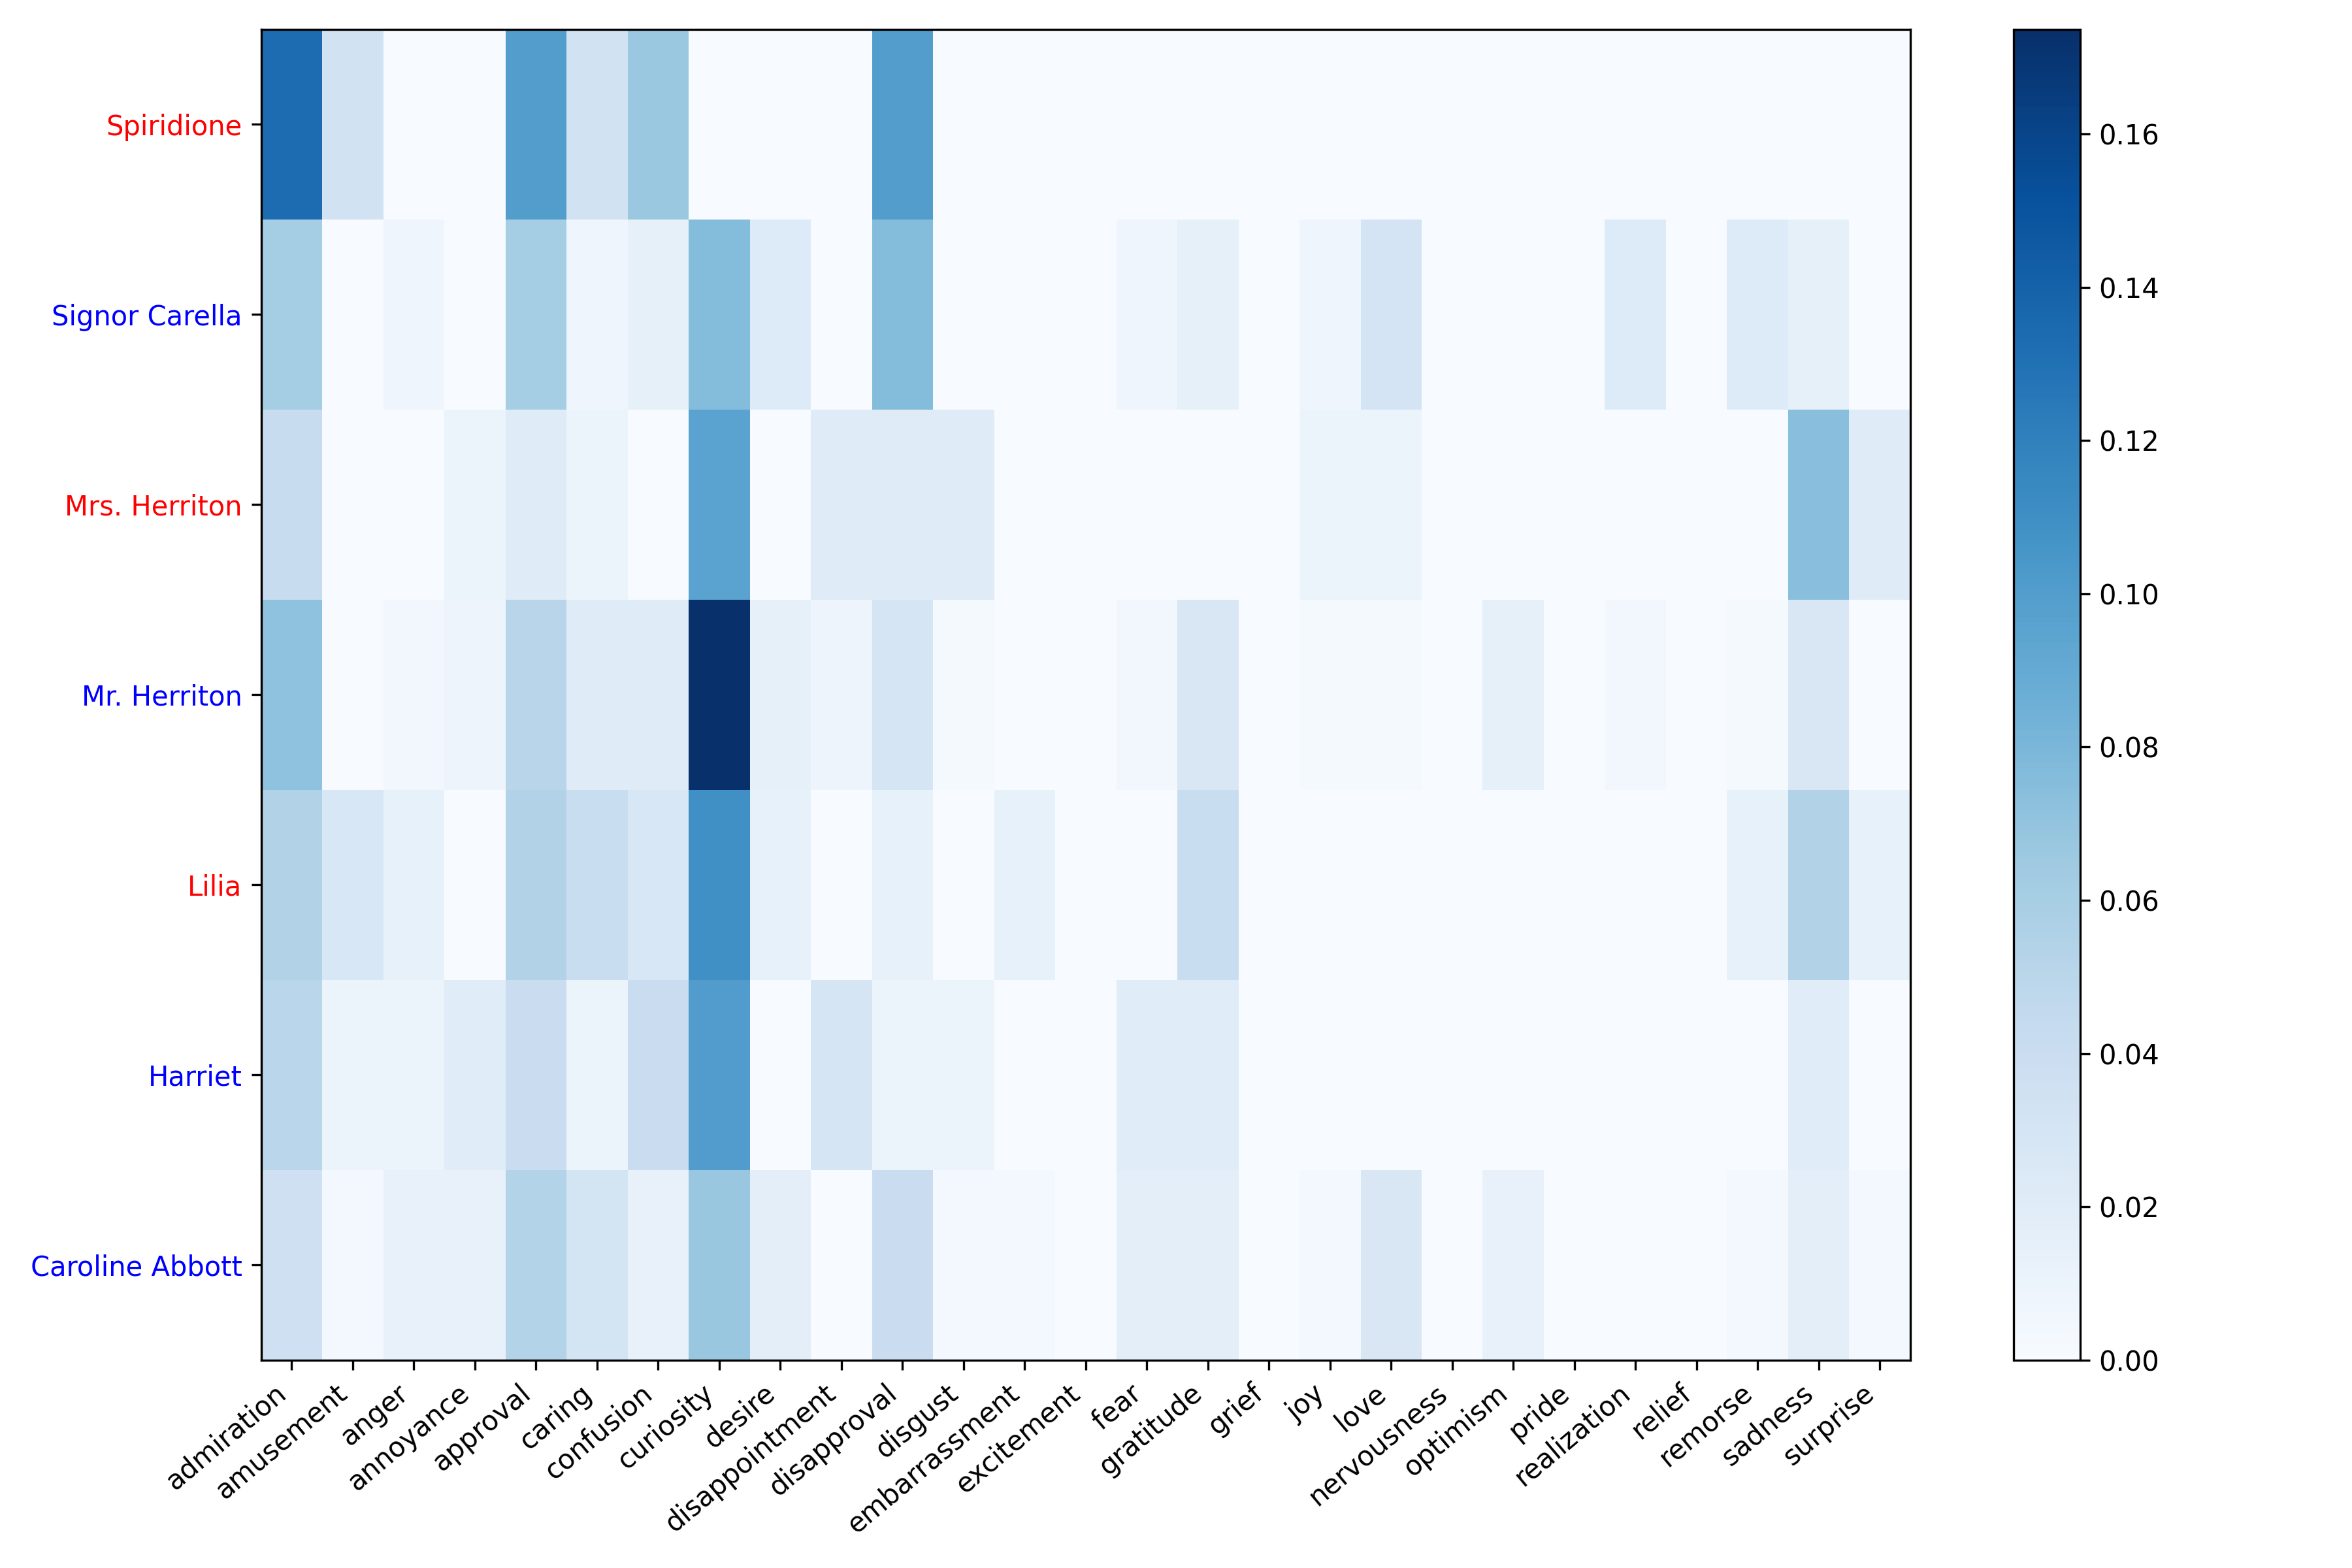 Spiridione
Signor Carella
Mrs. Herriton
Mr. Herriton
Lilia
Harriet
Caroline Abbott
admiration
amusement
anger
annoyance
approval
caring
confusion
curiosity
desire
disappointment
disapproval
disgust
embarrassment
excitement
fear
gratitude
grief
joy
love
nervousness
optimism
pride
realization
relief
remorse
sadness
surprise
0.16
0.14
0.12
0.10
0.08
0.06
0.04
0.02
0.00